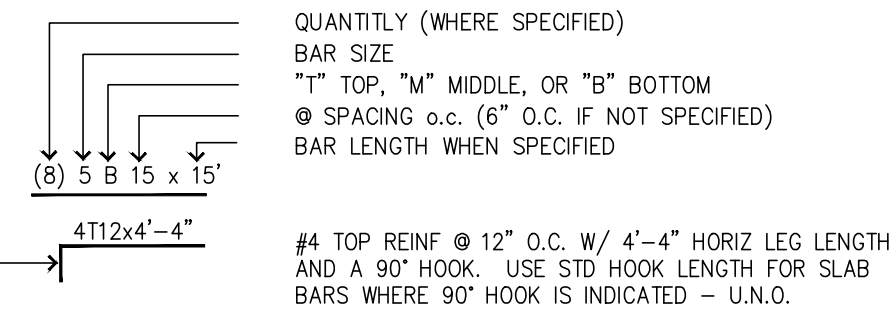 QUANTITLY (WHERE SPECIFIED)
BAR SIZE
"T" TOP, "M" MIDDLE, OR "B" BOTTOM
@ SPACING o.c. (6" O.C. IF NOT SPECIFIED)
BAR LENGTH WHEN SPECIFIED
(8) 5 B 15 x 15'
4T12x4'-4"
#4 TOP REINF @ 12" O.C. W/ 4'-4" HORIZ LEG LENGTH
AND A 90° HOOK. USE STD HOOK LENGTH FOR SLAB
BARS WHERE 90° HOOK IS INDICATED - U.N.O.